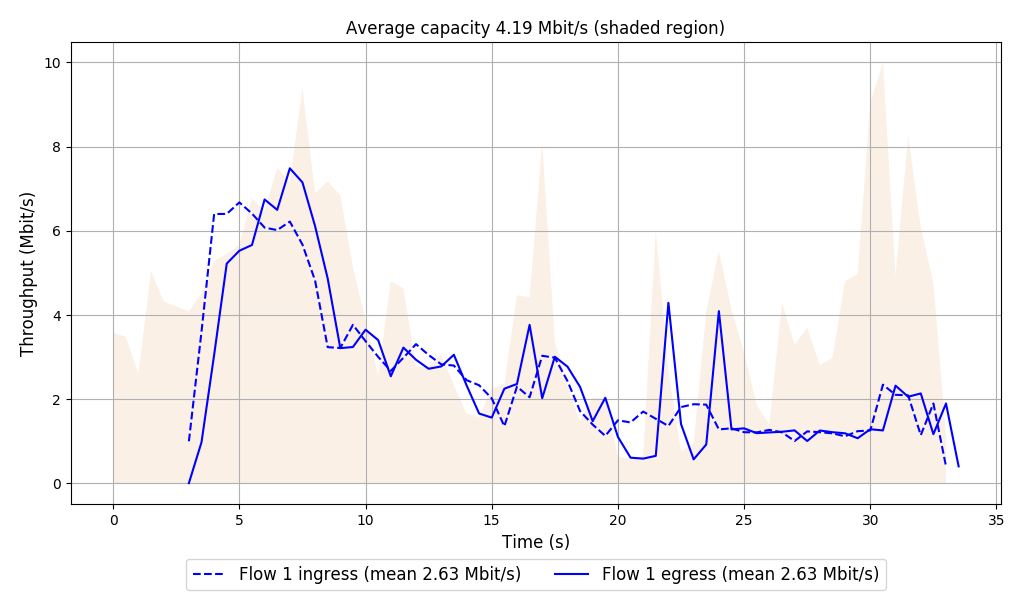 Average capacity 4.19 Mbit/s (shaded region)
10
8
6
4
2
0
Throughput (Mbit/s)
0 5 10 15 20 25 30 35
Time (s)
Flow 1 ingress (mean 2.63 Mbit/s) Flow 1 egress (mean 2.63 Mbit/s)